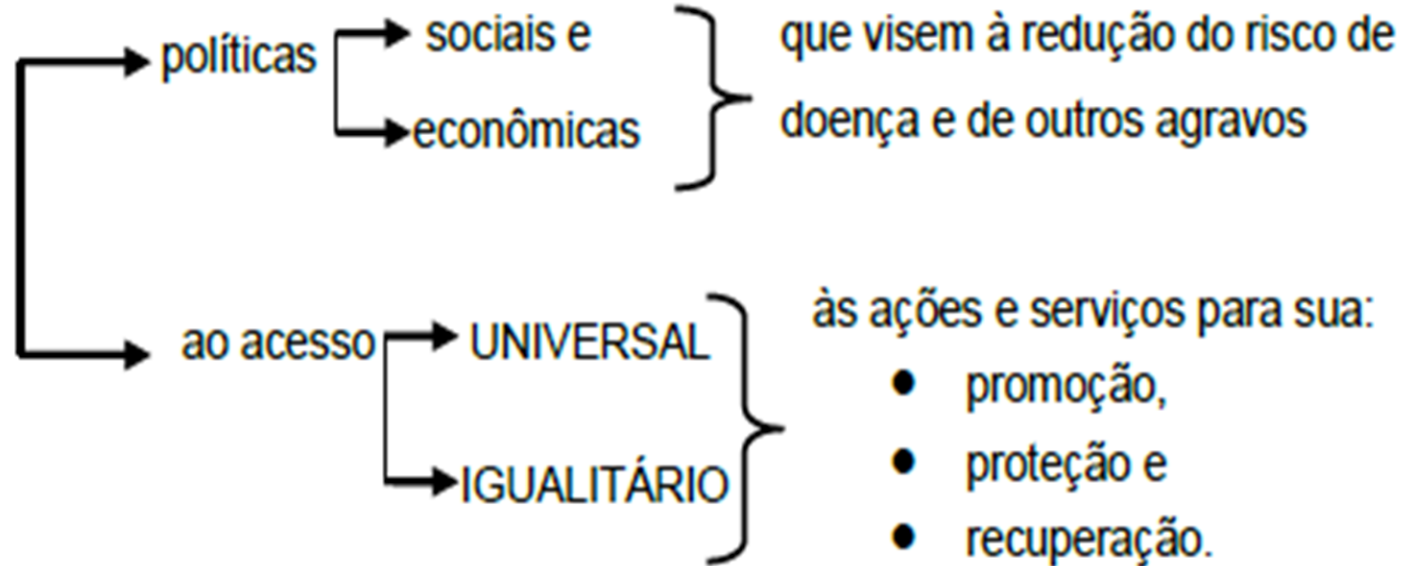 políticas
sociais e
econômicas
que visem à redução do risco de
doença e de outros agravos
ao acesso
UNIVERSAL
IGUALITÁRIO
às ações e serviços para sua:
● promoção,
● proteção e
● recuperação.